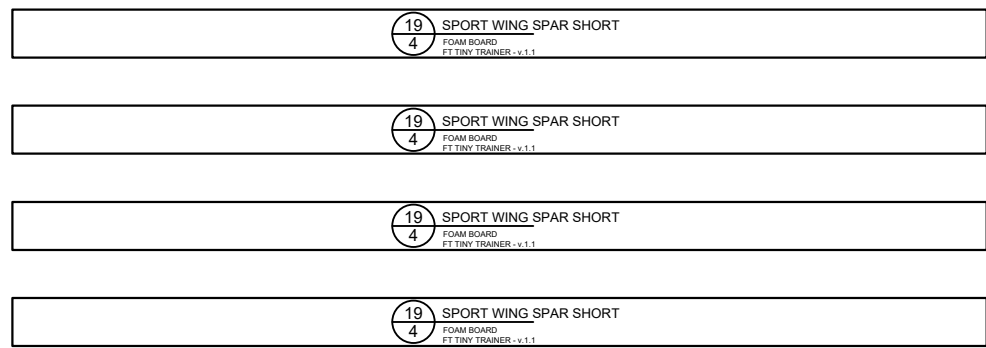 19 SPORT WING SPAR SHORT
4 FOAM BOARD
FT TINY TRAINER - v.1.1
19 SPORT WING SPAR SHORT
4 FOAM BOARD
FT TINY TRAINER - v.1.1
19 SPORT WING SPAR SHORT
4 FOAM BOARD
FT TINY TRAINER - v.1.1
19 SPORT WING SPAR SHORT
4 FOAM BOARD
FT TINY TRAINER - v.1.1